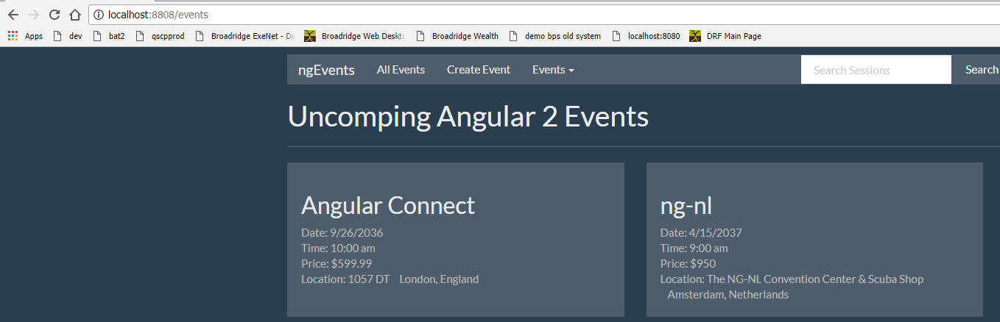 localhost:8808/events
Apps dev bat2 qscpprod Broadridge ExeNet - De Broadridge Web Deskto Broadridge Wealth demo bps old system localhost:8080 DRF Main Page
ngEvents All Events Create Event Events Search Sessions Search
Uncomping Angular 2 Events
Angular Connect
Date: 9/26/2036
Time: 10:00 am
Price: $599.99
Location: 1057 DT London, England
ng-nl
Date: 4/15/2037
Time: 9:00 am
Price: $950
Location: The NG-NL Convention Center & Scuba Shop
Amsterdam, Netherlands